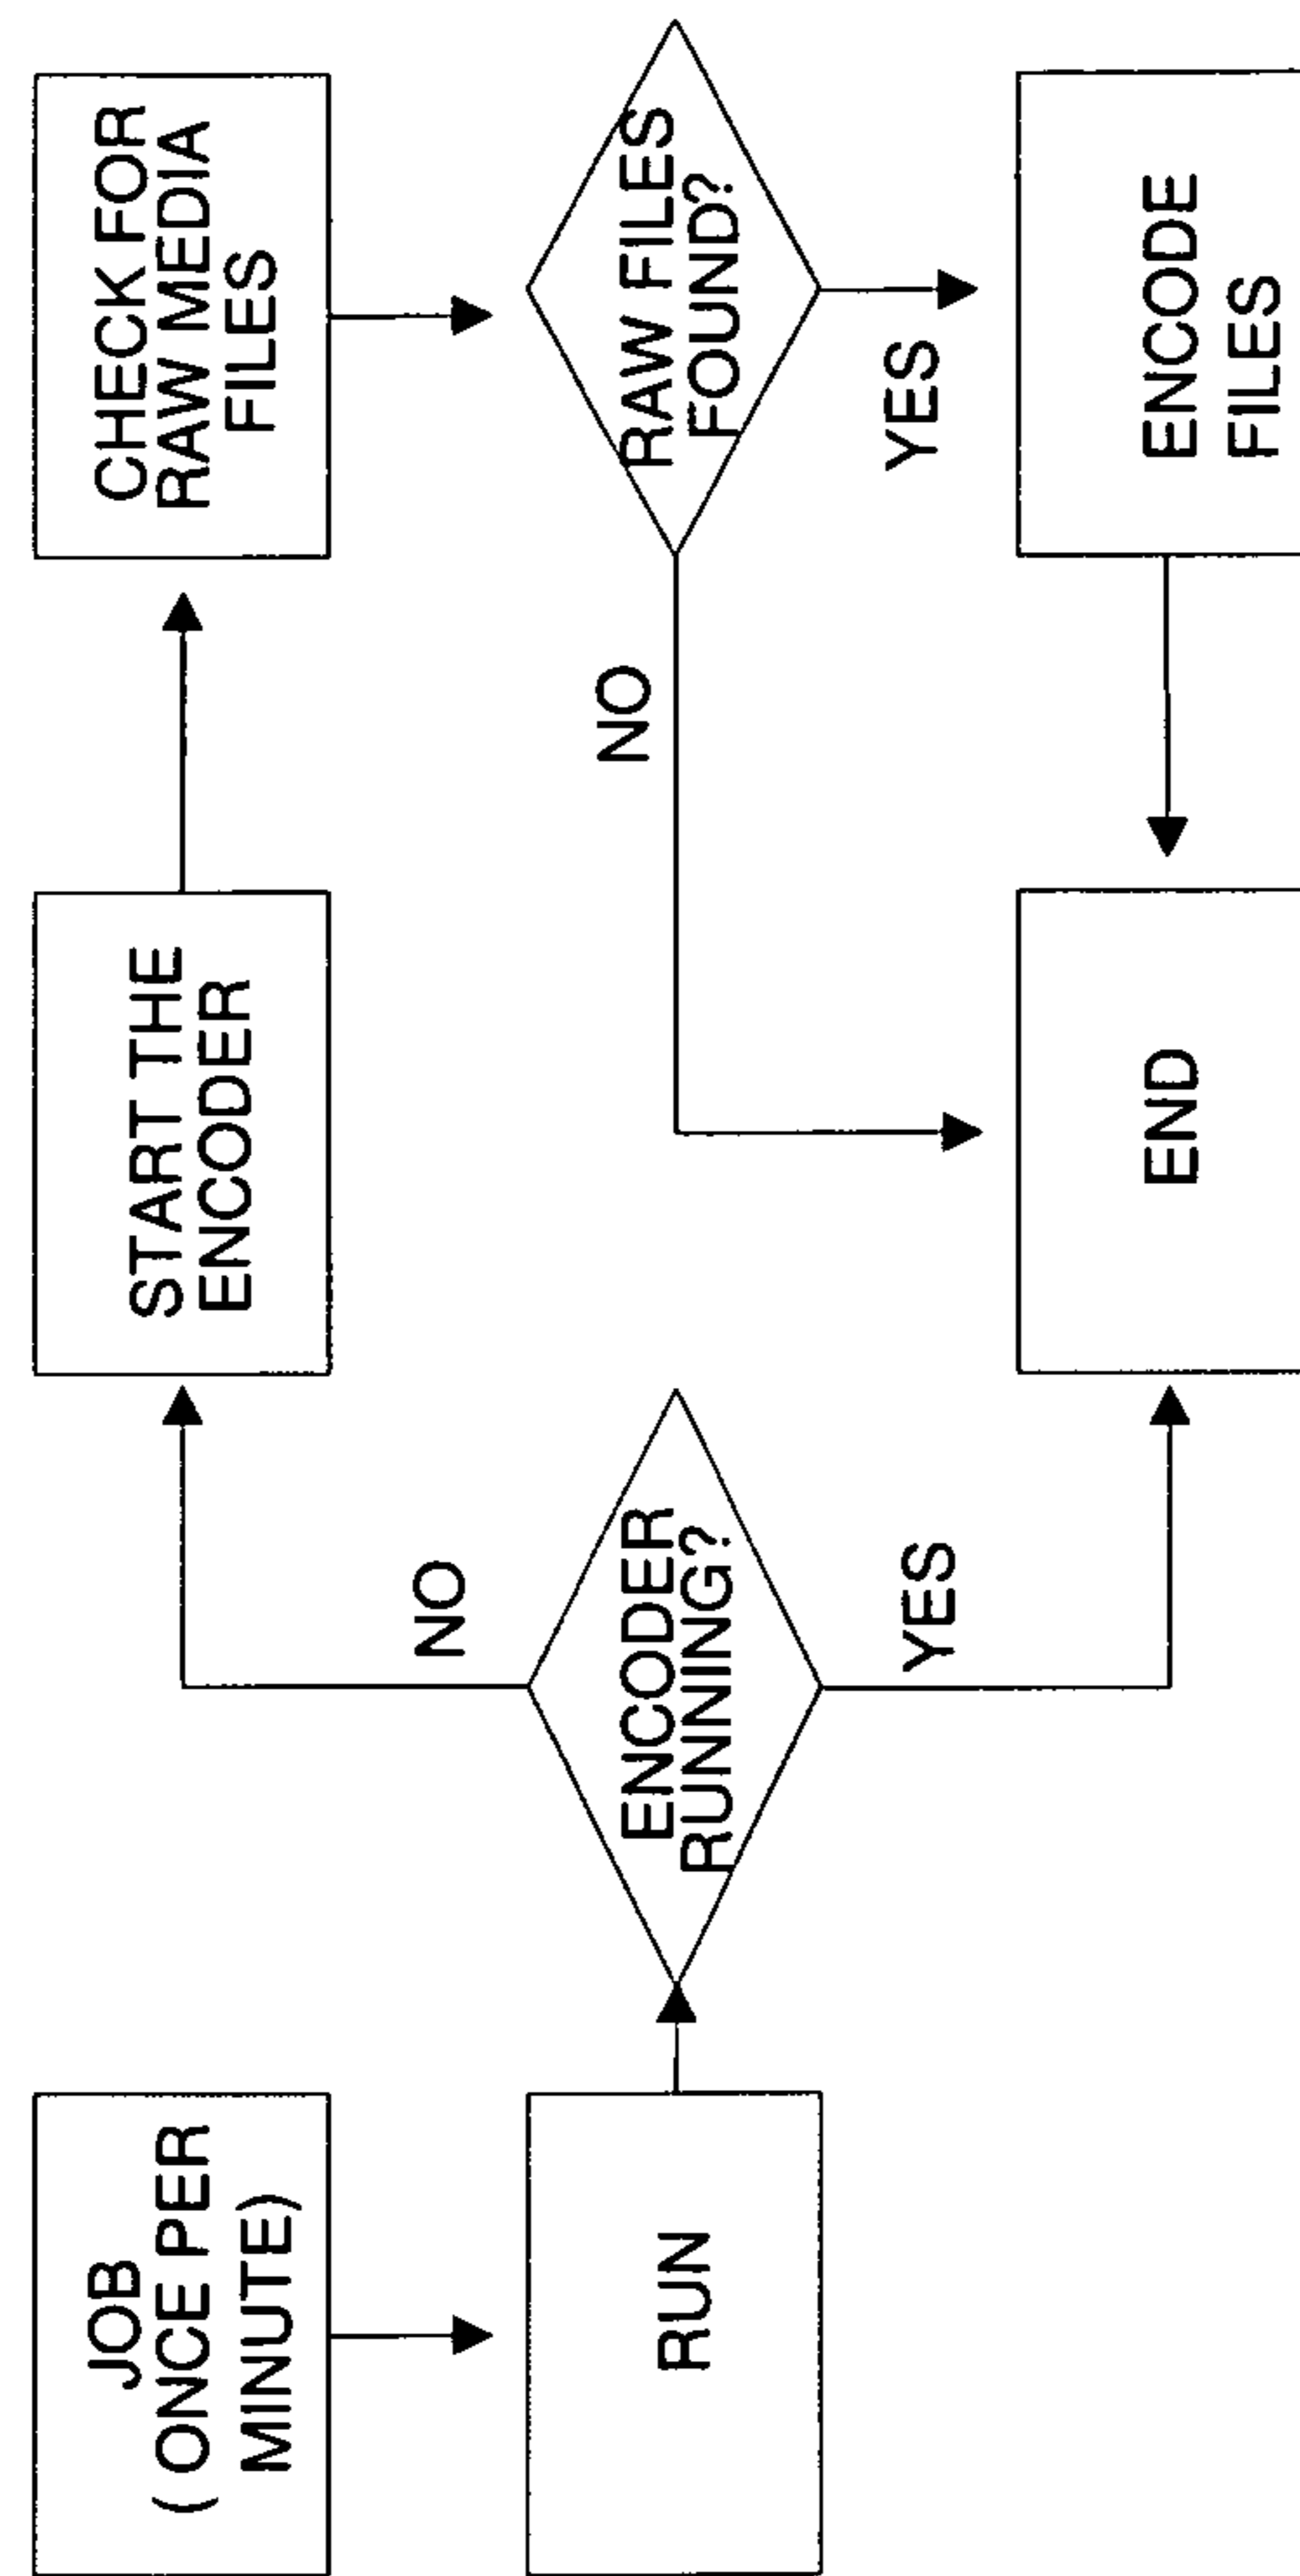 JOB
( ONCE PER
MINUTE)
RUN
ENCODER
RUNNING?
NO
YES
START THE
ENCODER
CHECK FOR
RAW MEDIA
FILES
RAW FILES
FOUND?
NO
YES
ENCODE
FILES
END